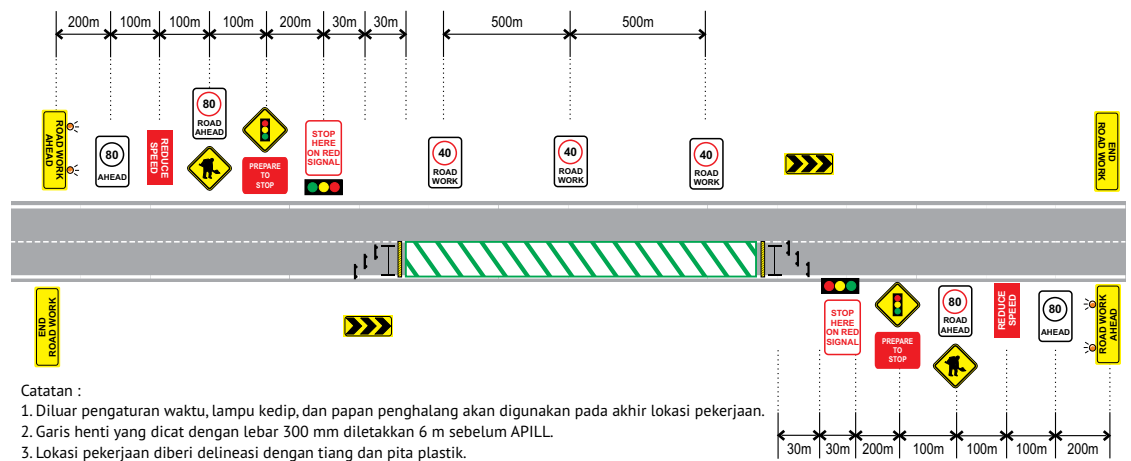 200m 100m 100m 100m 200m 30m 30m 500m 500m
ROAD WORK
AHEAD
80
AHEAD
REDUCE
SPEED
80
ROAD
AHEAD
PREPARE
TO
STOP
STOP
HERE
ON RED
SIGNAL
40
ROAD
WORK
40
ROAD
WORK
40
ROAD
WORK
END
ROAD WORK
END
ROAD WORK
STOP
HERE
ON RED
SIGNAL
PREPARE
TO
STOP
80
ROAD
AHEAD
REDUCE
SPEED
80
AHEAD
ROAD WORK
AHEAD
Catatan :
1. Diluar pengaturan waktu, lampu kedip, dan papan penghalang akan digunakan pada akhir lokasi pekerjaan.
2. Garis henti yang dicat dengan lebar 300 mm diletakkan 6 m sebelum APILL.
3. Lokasi pekerjaan diberi delineasi dengan tiang dan pita plastik.
30m 30m 200m 100m 100m 100m 200m